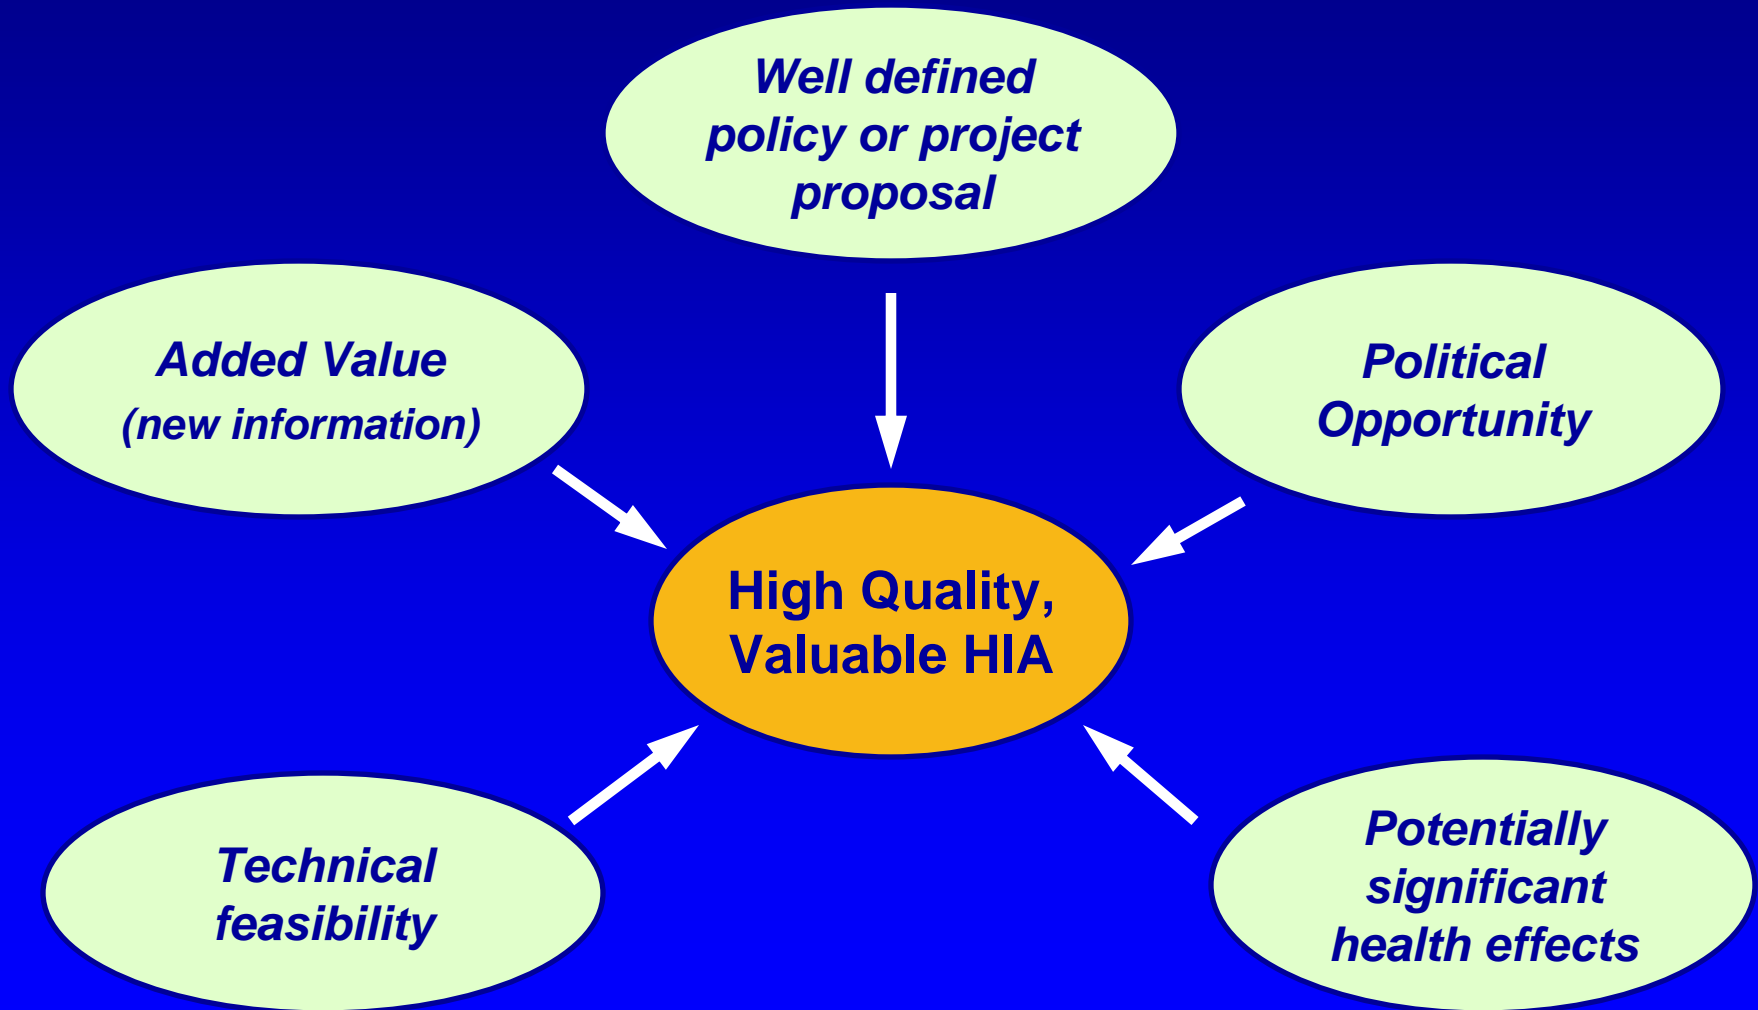 Well defined
policy or project
proposal
Added Value
(new information)
Political
Opportunity
High Quality,
Valuable HIA
Technical
feasibility
Potentially
significant
health effects